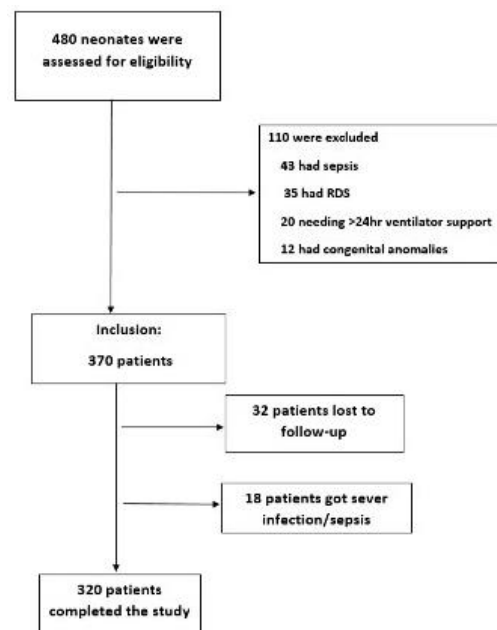 480 neonates were
assessed for eligibility
110 were excluded
43 had sepsis
35 had RDS
20 needing >24hr ventilator support
12 had congenital anomalies
Inclusion:
370 patients
32 patients lost to
follow-up
18 patients got sever
infection/sepsis
320 patients
completed the study